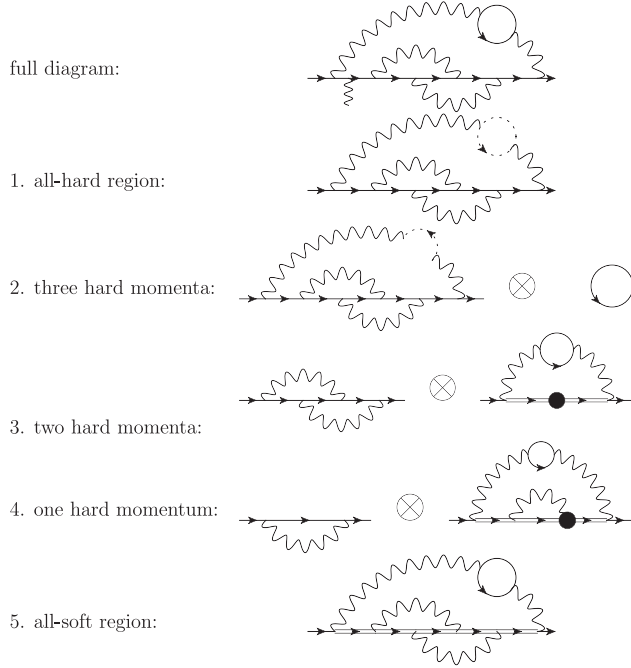 full diagram:
1. all-hard region:
2. three hard momenta:
3. two hard momenta:
4. one hard momentum:
5. all-soft region: